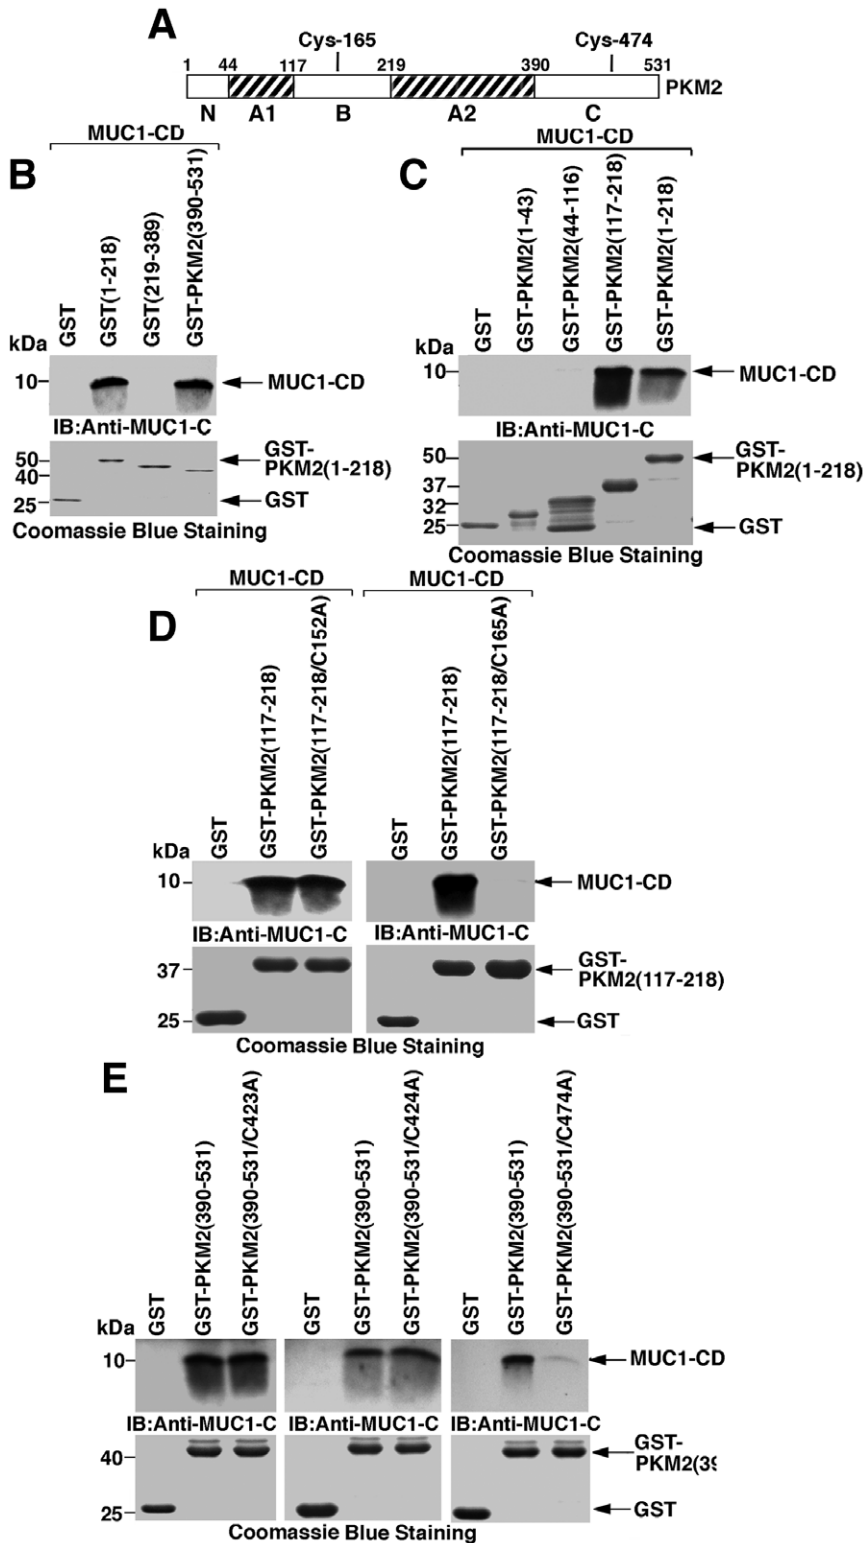 A
Cys-165 Cys-474
1 44 117 219 390 531
PKM2
N A1 B A2 C
B
MUC1-CD
GST
GST(1-218)
GST(219-389)
GST-PKM2(390-531)
kDa
10
MUC1-CD
IB:Anti-MUC1-C
50
40
25
GST-
PKM2(1-218)
GST
Coomassie Blue Staining
C
MUC1-CD
GST
GST-PKM2(1-43)
GST-PKM2(44-116)
GST-PKM2(117-218)
GST-PKM2(1-218)
kDa
10
MUC1-CD
IB:Anti-MUC1-C
50
37
32
25
GST-
PKM2(1-218)
GST
Coomassie Blue Staining
D
MUC1-CD
MUC1-CD
GST
GST-PKM2(117-218)
GST-PKM2(117-218/C152A)
GST
GST-PKM2(117-218)
GST-PKM2(117-218/C165A)
kDa
10
MUC1-CD
IB:Anti-MUC1-C
IB:Anti-MUC1-C
37
25
GST-
PKM2(117-218)
GST
Coomassie Blue Staining
E
GST
GST-PKM2(390-531)
GST-PKM2(390-531/C423A)
GST
GST-PKM2(390-531)
GST-PKM2(390-531/C424A)
GST
GST-PKM2(390-531)
GST-PKM2(390-531/C474A)
kDa
10
MUC1-CD
IB:Anti-MUC1-C
IB:Anti-MUC1-C
IB:Anti-MUC1-C
40
25
GST-
PKM2(39
GST
Coomassie Blue Staining